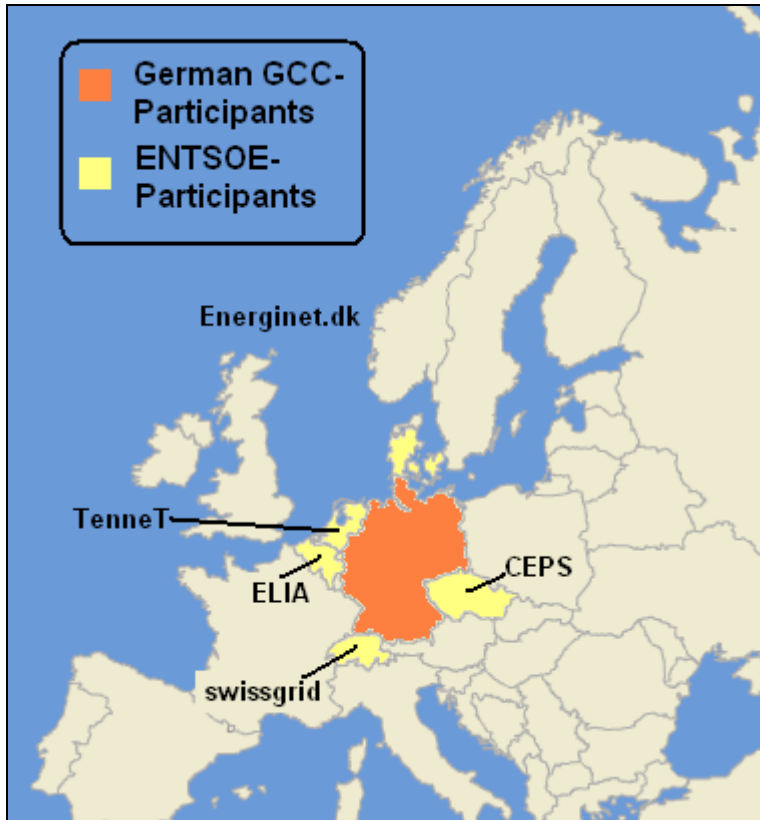 German GCC-
Participants
ENTSOE-
Participants
Energinet.dk
TenneT
ELIA
CEPS
swissgrid